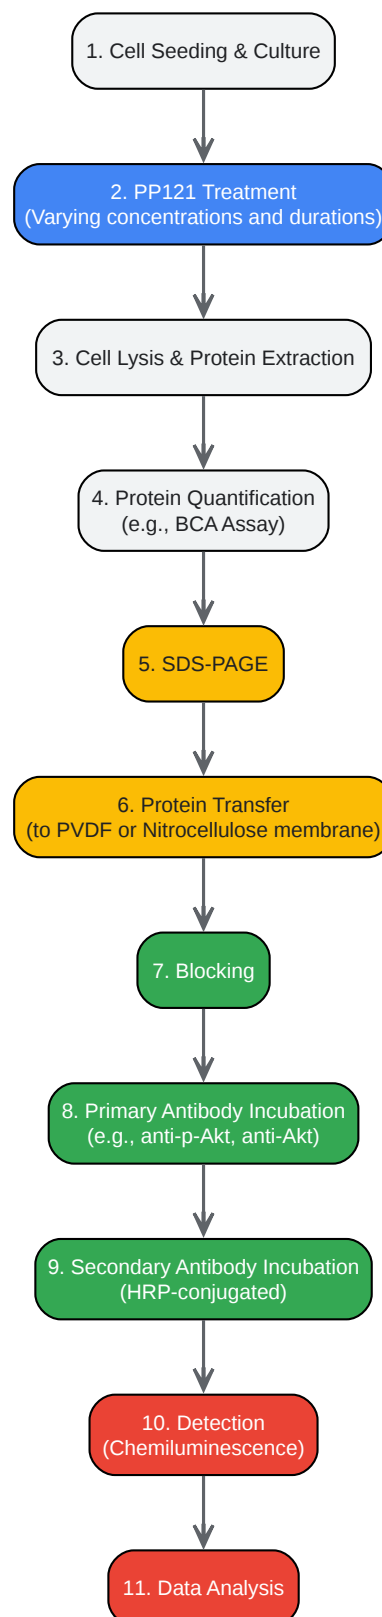 1. Cell Seeding & Culture
2. PP121 Treatment
(Varying concentrations and durations)
3. Cell Lysis & Protein Extraction
4. Protein Quantification
(e.g., BCA Assay)
5. SDS-PAGE
6. Protein Transfer
(to PVDF or Nitrocellulose membrane)
7. Blocking
8. Primary Antibody Incubation
(e.g., anti-p-Akt, anti-Akt)
9. Secondary Antibody Incubation
(HRP-conjugated)
10. Detection
(Chemiluminescence)
11. Data Analysis